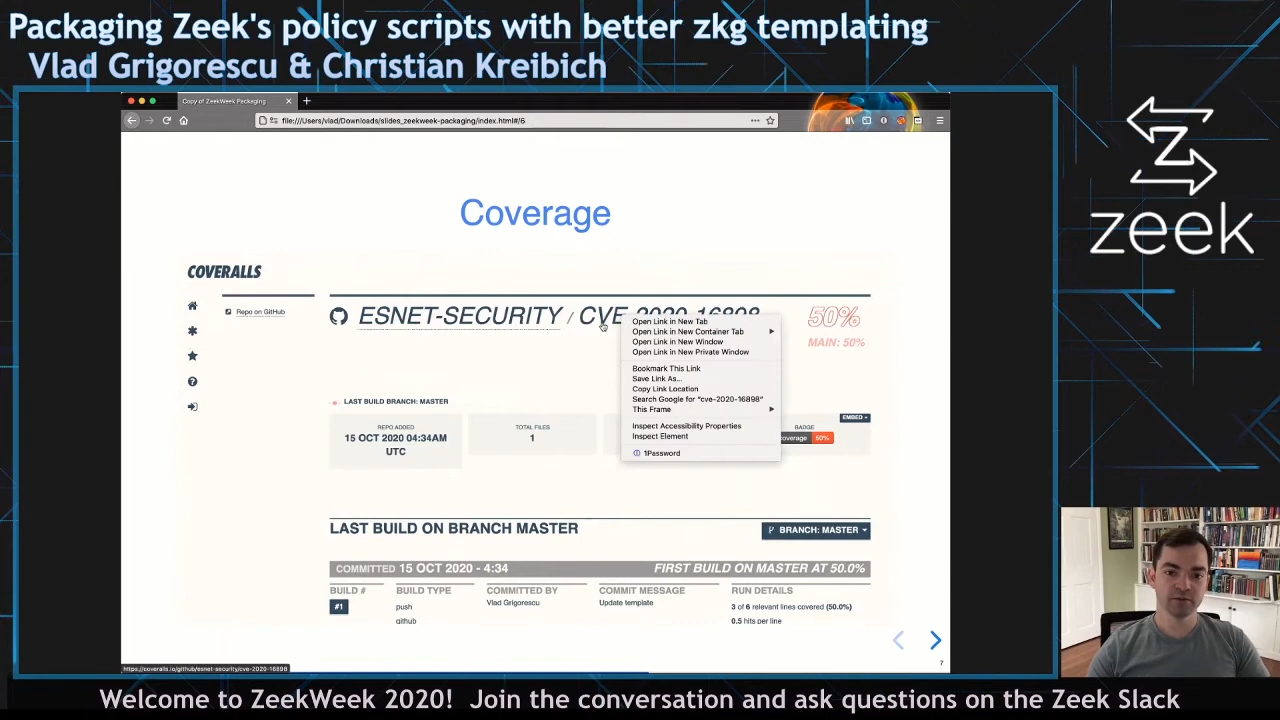 Packaging Zeek's policy scripts with better zkg templating
Vlad Grigorescu & Christian Kreibich
Copy of ZeekWeek Packaging
file:///Users/vlad/Downloads/slides_zeekweek-packaging/index.html#/6
zeek
Coverage
COVERALLS
Repo on GitHub
ESNET-SECURITY / CVE-2020-16898
50%
MAIN: 50%
Open Link in New Tab
Open Link in New Container Tab
Open Link in New Window
Open Link in New Private Window
Bookmark This Link
Save Link As...
Copy Link Location
Search Google for "cve-2020-16898"
This Frame
Inspect Accessibility Properties
Inspect Element
1Password
LAST BUILD BRANCH: MASTER
EMBED
REPO ADDED
15 OCT 2020 04:34AM
UTC
TOTAL FILES
1
BADGE
coverage 50%
LAST BUILD ON BRANCH MASTER
BRANCH: MASTER
COMMITTED 15 OCT 2020 - 4:34
FIRST BUILD ON MASTER AT 50.0%
BUILD #
BUILD TYPE
COMMITTED BY
COMMIT MESSAGE
RUN DETAILS
#1
push
Vlad Grigorescu
Update template
3 of 6 relevant lines covered (50.0%)
github
0.5 hits per line
7
https://coveralls.io/github/esnet-security/cve-2020-16898
Welcome to ZeekWeek 2020! Join the conversation and ask questions on the Zeek Slack